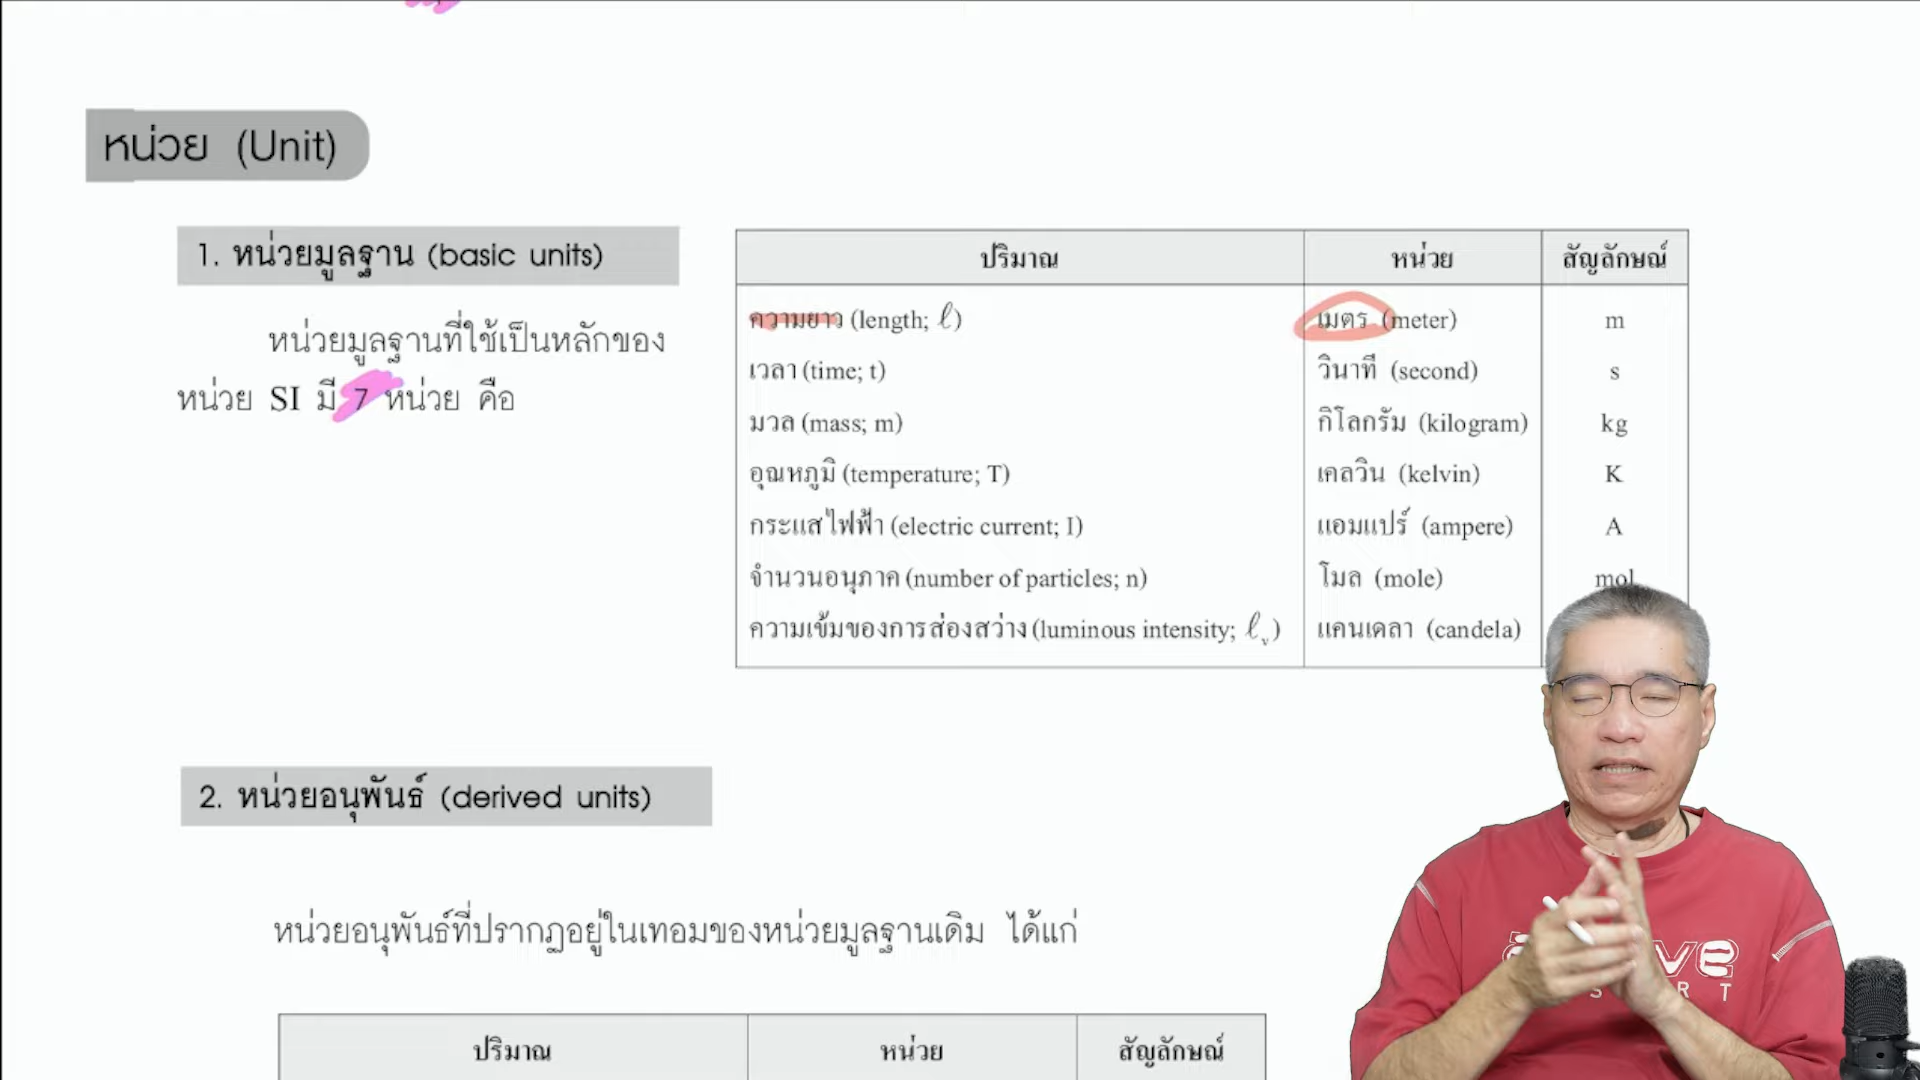 หน่วย (Unit)
1. หน่วยมูลฐาน (basic units)
หน่วยมูลฐานที่ใช้เป็นหลักของ
หน่วย SI มี 7 หน่วย คือ
ปริมาณ หน่วย สัญลักษณ์
ความยาว (length; ℓ) เมตร (meter) m
เวลา (time; t) วินาที (second) s
มวล (mass; m) กิโลกรัม (kilogram) kg
อุณหภูมิ (temperature; T) เคลวิน (kelvin) K
กระแสไฟฟ้า (electric current; I) แอมแปร์ (ampere) A
จำนวนอนุภาค (number of particles; n) โมล (mole) mol
ความเข้มของการส่องสว่าง (luminous intensity; ℓv) แคนเดลา (candela)
2. หน่วยอนุพันธ์ (derived units)
หน่วยอนุพันธ์ที่ปรากฏอยู่ในเทอมของหน่วยมูลฐานเดิม ได้แก่
ปริมาณ หน่วย สัญลักษณ์